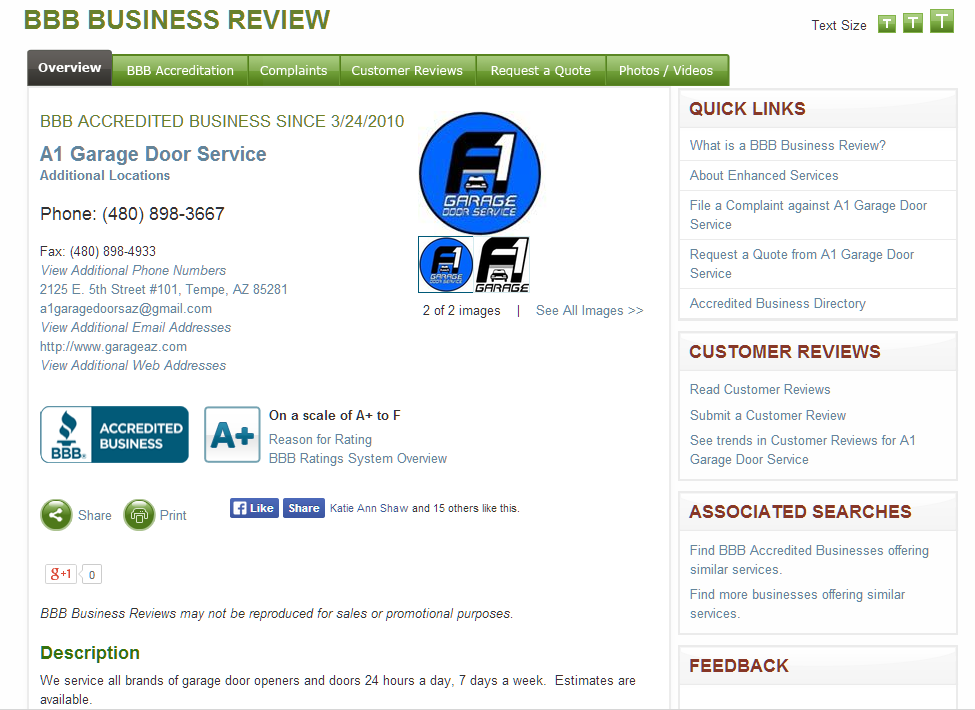 BBB BUSINESS REVIEW
Text Size T T T
Overview
BBB Accreditation
Complaints
Customer Reviews
Request a Quote
Photos / Videos
BBB ACCREDITED BUSINESS SINCE 3/24/2010
A1 Garage Door Service
Additional Locations
Phone: (480) 898-3667
Fax: (480) 898-4933
View Additional Phone Numbers
2125 E. 5th Street #101, Tempe, AZ 85281
a1garagedoorsaz@gmail.com
View Additional Email Addresses
http://www.garageaz.com
View Additional Web Addresses
A1
GARAGE
DOOR SERVICE
A1
GARAGE
DOOR SERVICE
A1
GARAGE
2 of 2 images | See All Images >>
BBB.
ACCREDITED
BUSINESS
A+
On a scale of A+ to F
Reason for Rating
BBB Ratings System Overview
Share
Print
Like
Share
Katie Ann Shaw and 15 others like this.
g+1
0
BBB Business Reviews may not be reproduced for sales or promotional purposes.
Description
We service all brands of garage door openers and doors 24 hours a day, 7 days a week. Estimates are
available.
QUICK LINKS
What is a BBB Business Review?
About Enhanced Services
File a Complaint against A1 Garage Door
Service
Request a Quote from A1 Garage Door
Service
Accredited Business Directory
CUSTOMER REVIEWS
Read Customer Reviews
Submit a Customer Review
See trends in Customer Reviews for A1
Garage Door Service
ASSOCIATED SEARCHES
Find BBB Accredited Businesses offering
similar services.
Find more businesses offering similar
services.
FEEDBACK